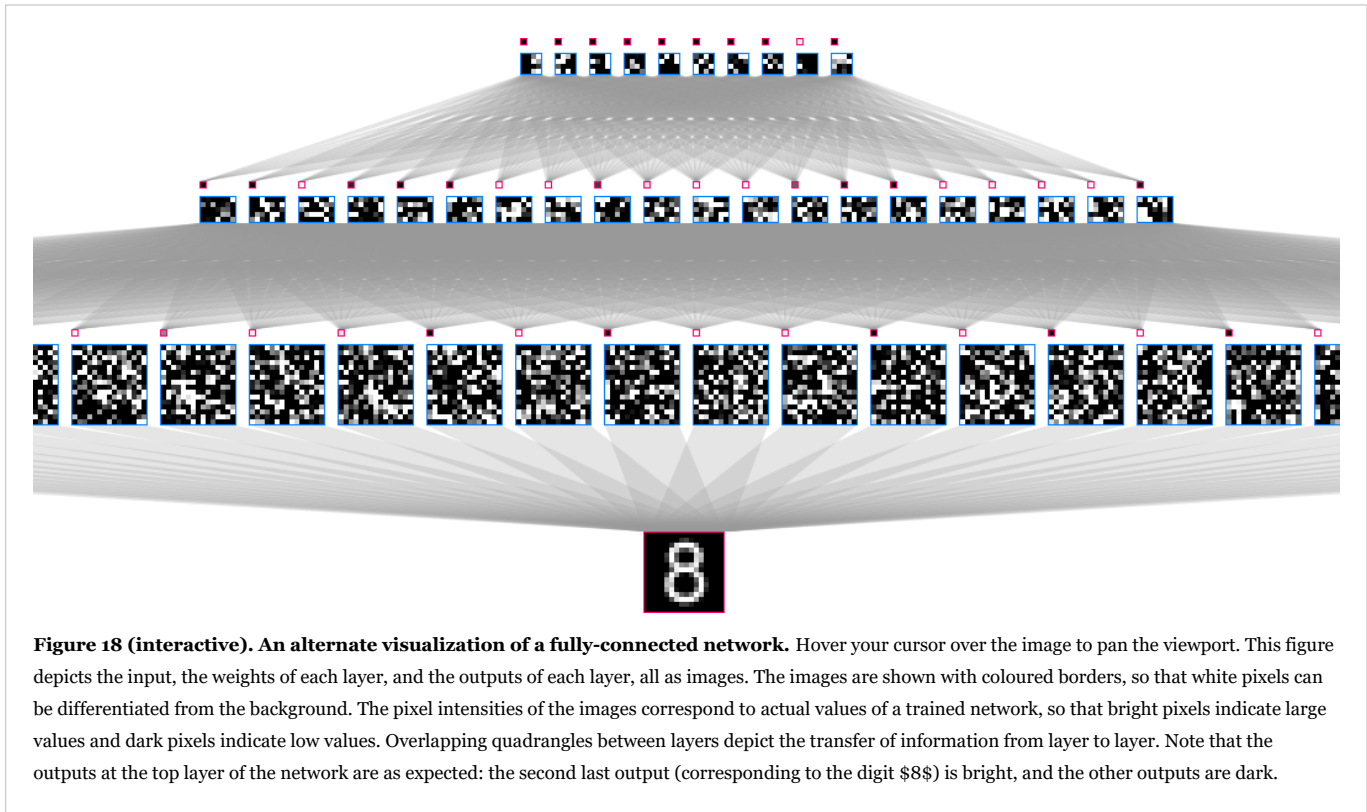 8
Figure 18 (interactive). An alternate visualization of a fully-connected network. Hover your cursor over the image to pan the viewport. This figure
depicts the input, the weights of each layer, and the outputs of each layer, all as images. The images are shown with coloured borders, so that white pixels can
be differentiated from the background. The pixel intensities of the images correspond to actual values of a trained network, so that bright pixels indicate large
values and dark pixels indicate low values. Overlapping quadrangles between layers depict the transfer of information from layer to layer. Note that the
outputs at the top layer of the network are as expected: the second last output (corresponding to the digit $8$) is bright, and the other outputs are dark.